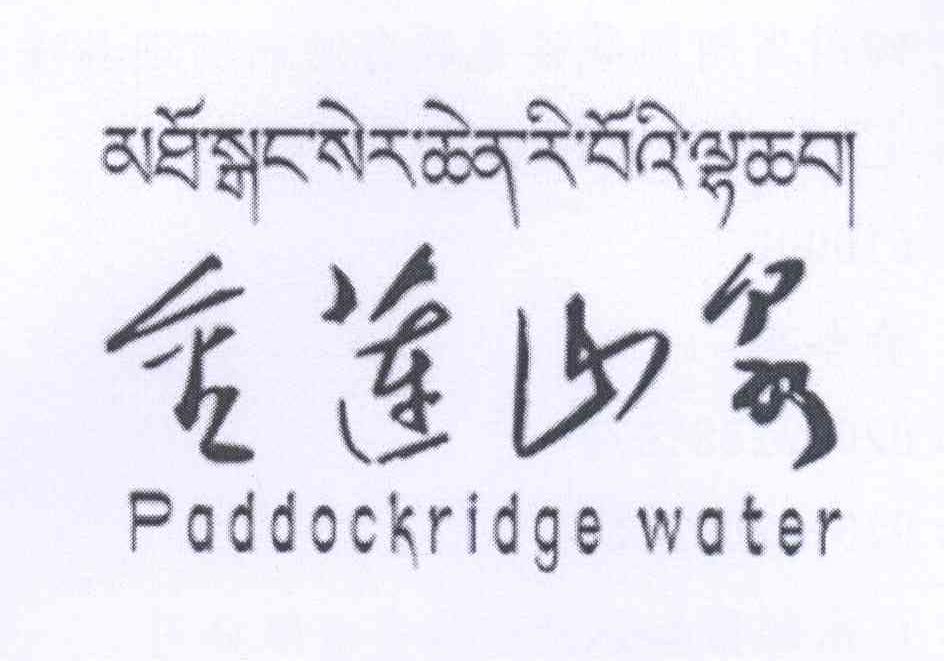 མཐོ་སྒང་སེར་ཆེན་རི་བོའི་ལྷ་ཆབ།
金莲山泉
Paddockridge water